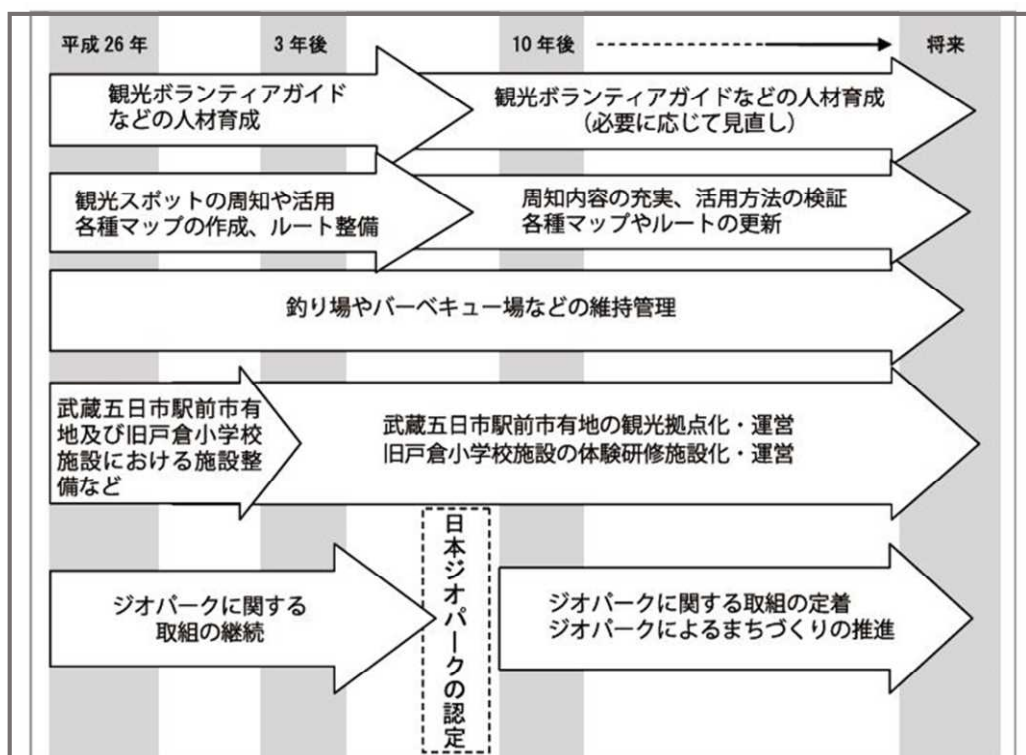 平成26年
3年後
10年後
将来
観光ボランティアガイド
などの人材育成
観光ボランティアガイドなどの人材育成
(必要に応じて見直し)
観光スポットの周知や活用
各種マップの作成、ルート整備
周知内容の充実、活用方法の検証
各種マップやルートの更新
釣り場やバーベキュー場などの維持管理
武蔵五日市駅前市有
地及び旧戸倉小学校
施設における施設整
備など
武蔵五日市駅前市有地の観光拠点化・運営
旧戸倉小学校施設の体験研修施設化・運営
ジオパークに関する
取組の継続
日本ジオパークの認定
ジオパークに関する取組の定着
ジオパークによるまちづくりの推進